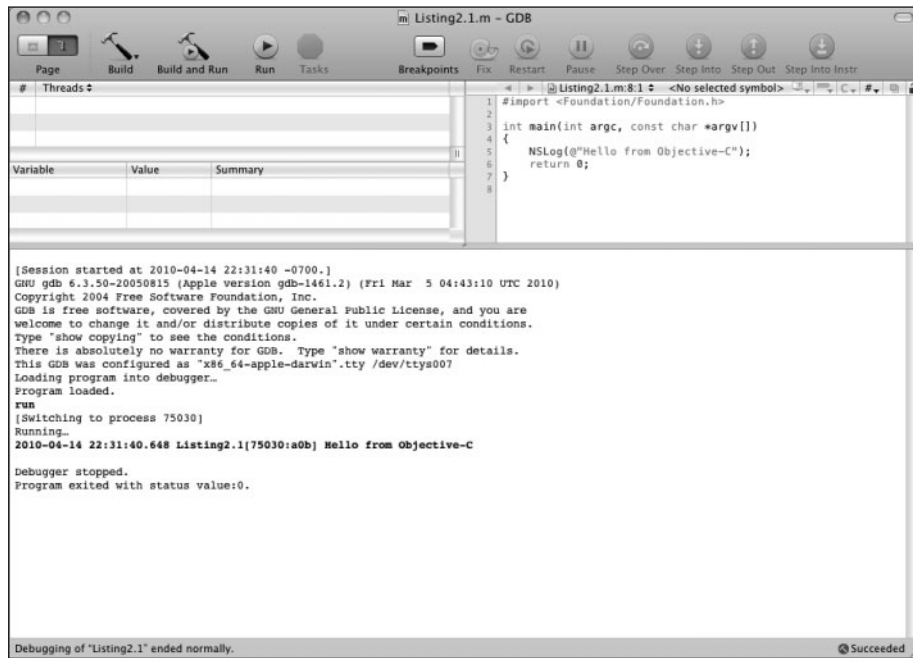 Listing2.1.m - GDB
Page Build Build and Run Run Tasks Breakpoints Fix Restart Pause Step Over Step Into Step Out Step Into Instr
# Threads
Listing2.1.m:8:1 <No selected symbol> C #
1 #import <Foundation/Foundation.h>
2
3 int main(int argc, const char *argv[])
4 {
5 NSLog(@"Hello from Objective-C");
6 return 0;
7 }
8
Variable Value Summary
[Session started at 2010-04-14 22:31:40 -0700.]
GNU gdb 6.3.50-20050815 (Apple version gdb-1461.2) (Fri Mar 5 04:43:10 UTC 2010)
Copyright 2004 Free Software Foundation, Inc.
GDB is free software, covered by the GNU General Public License, and you are
welcome to change it and/or distribute copies of it under certain conditions.
Type "show copying" to see the conditions.
There is absolutely no warranty for GDB. Type "show warranty" for details.
This GDB was configured as "x86_64-apple-darwin".tty /dev/ttys007
Loading program into debugger…
Program loaded.
run
[Switching to process 75030]
Running…
2010-04-14 22:31:40.648 Listing2.1[75030:a0b] Hello from Objective-C
Debugger stopped.
Program exited with status value:0.
Debugging of "Listing2.1" ended normally.
Succeeded